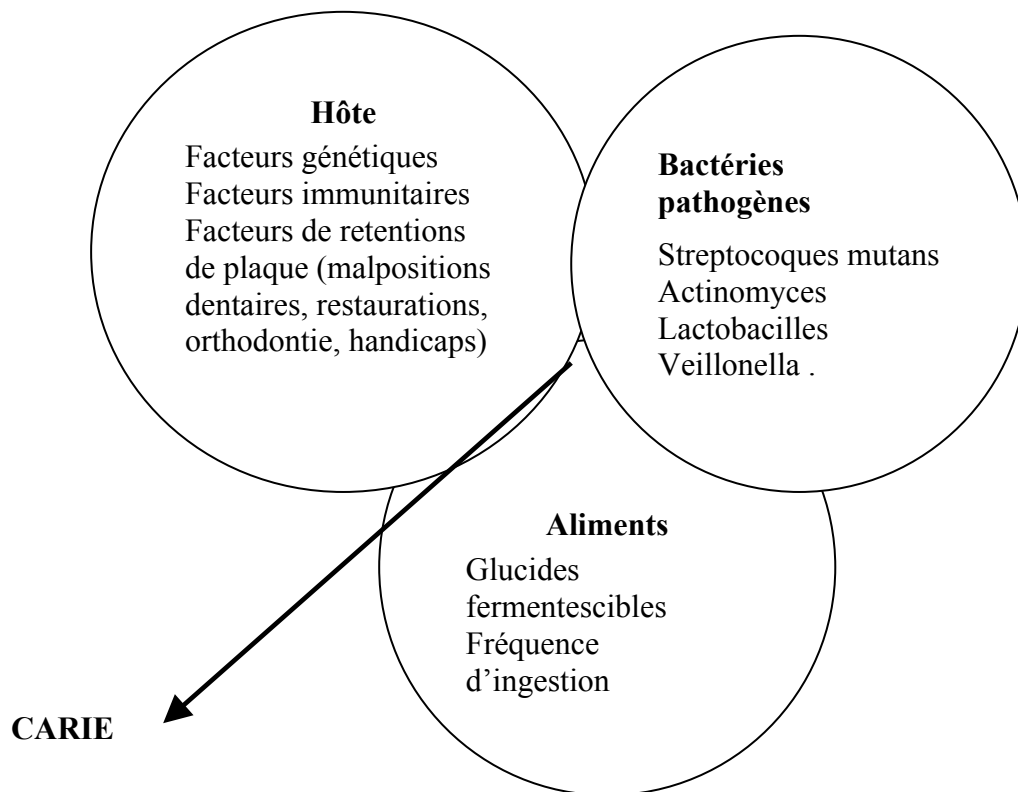 Hôte
Facteurs génétiques
Facteurs immunitaires
Facteurs de retentions
de plaque (malpositions
dentaires, restaurations,
orthodontie, handicaps)
Bactéries
pathogènes
Streptocoques mutans
Actinomyces
Lactobacilles
Veillonella .
Aliments
Glucides
fermentescibles
Fréquence
d’ingestion
CARIE